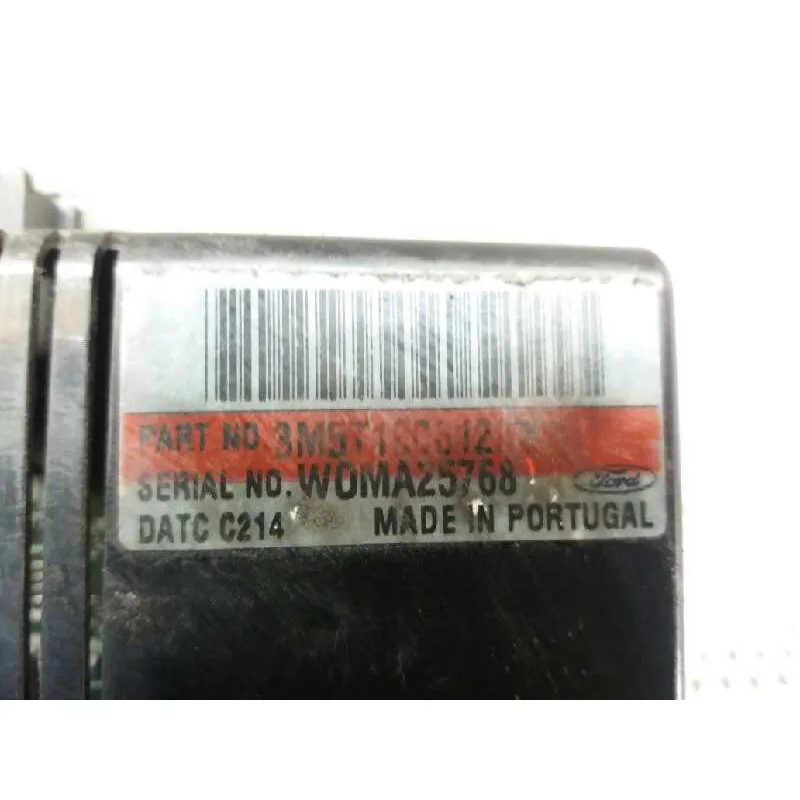 PART NO
SERIAL NO. WOMA25768
Ford
DATC C214 MADE IN PORTUGAL